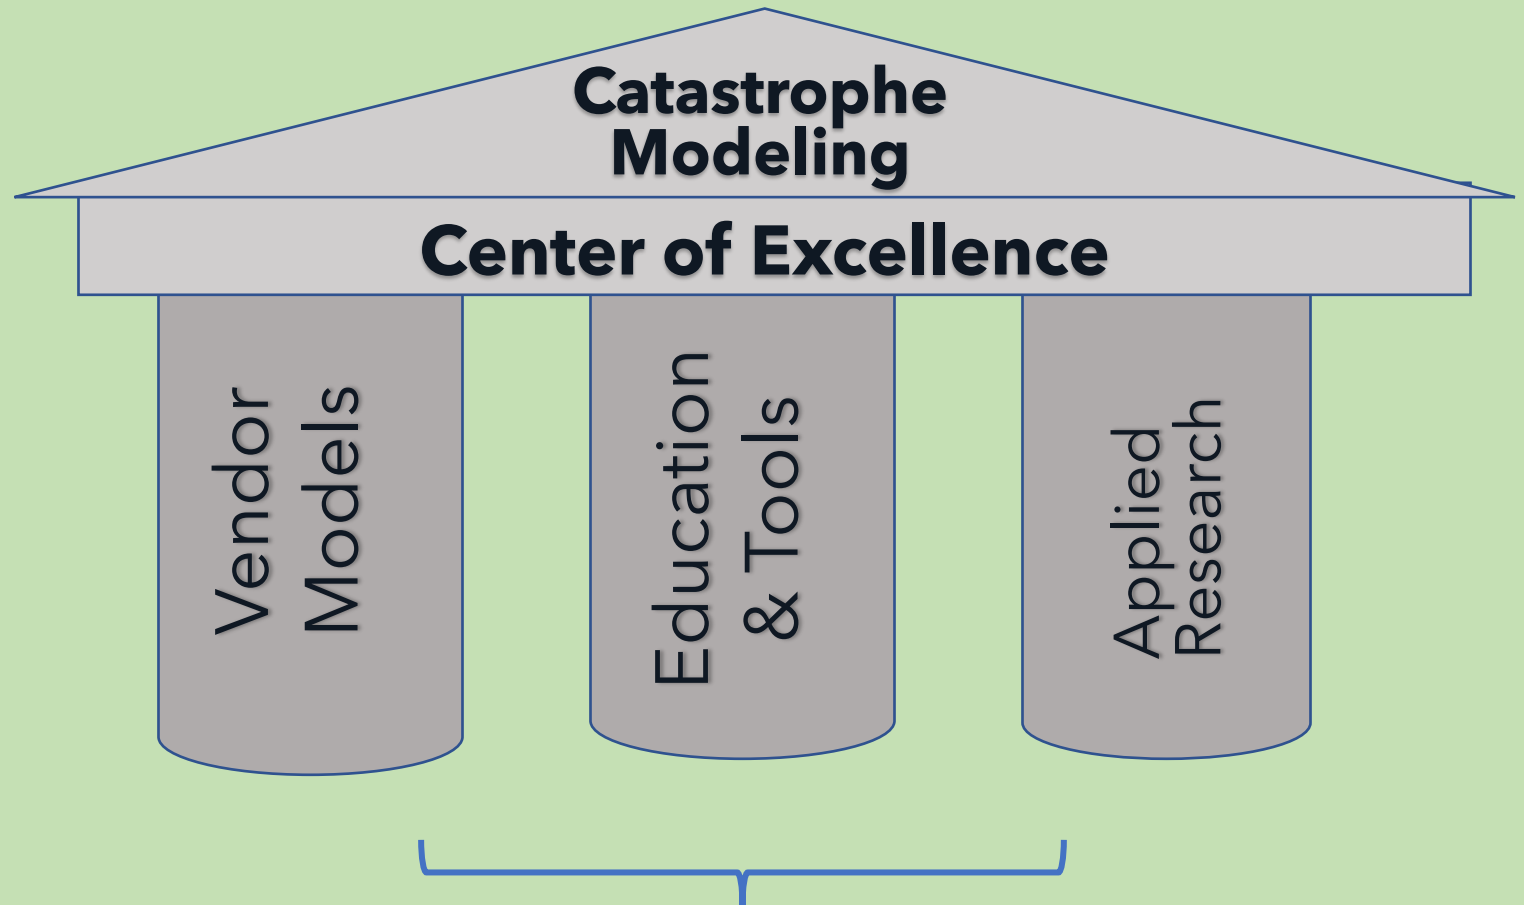 Catastrophe
Modeling
Center of Excellence
Vendor
Models
Education
& Tools
Applied
Research